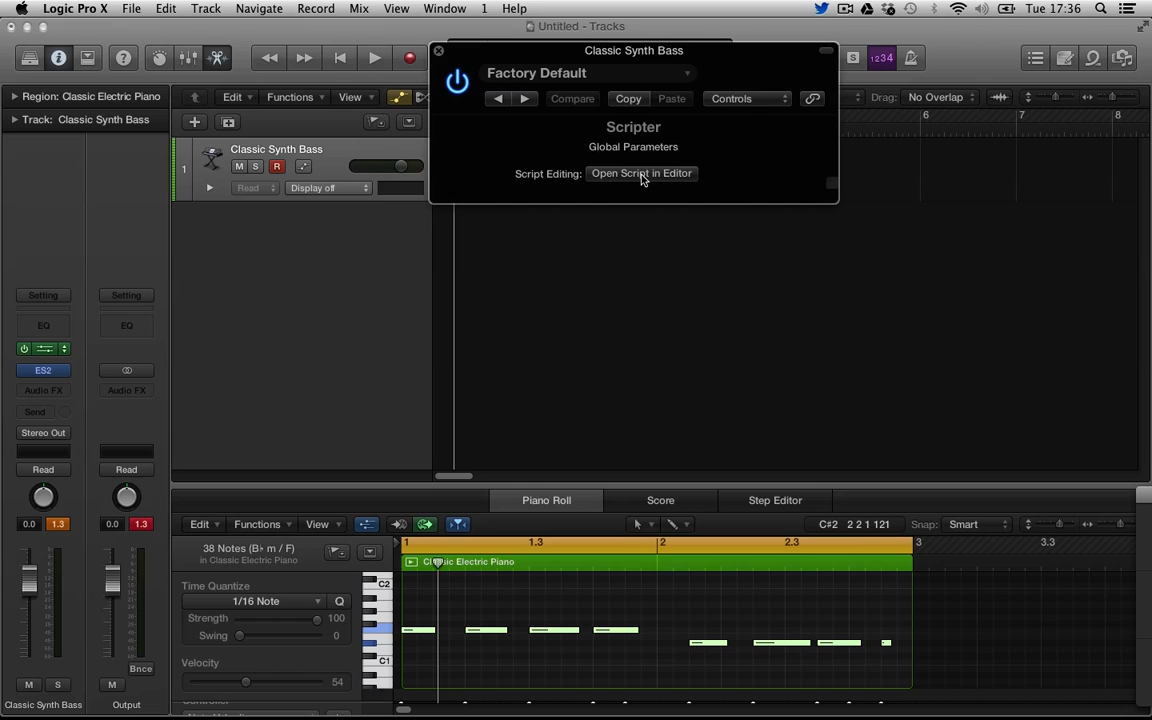 Logic Pro X File Edit Track Navigate Record Mix View Window 1 Help Tue 17:36
Untitled - Tracks
Classic Synth Bass
Factory Default
S 1234
Compare Copy Paste Controls
Scripter
Global Parameters
Script Editing: Open Script in Editor
Region: Classic Electric Piano
Track: Classic Synth Bass
Edit Functions View Drag: No Overlap
6 7 8
1 Classic Synth Bass
M S R
Read Display off
Setting Setting
EQ EQ
ES2
Audio FX Audio FX
Send
Stereo Out
Read Read
0.0 1.3 0.0 1.3
Bnce
M S M
Classic Synth Bass Output
Piano Roll Score Step Editor
Edit Functions View C#2 2 2 1 121 Snap: Smart
38 Notes (B♭ m / F)
in Classic Electric Piano
1 1.3 2 2.3 3 3.3
Classic Electric Piano
Time Quantize
1/16 Note Q
Strength 100
Swing 0
Velocity
54
C2
C1